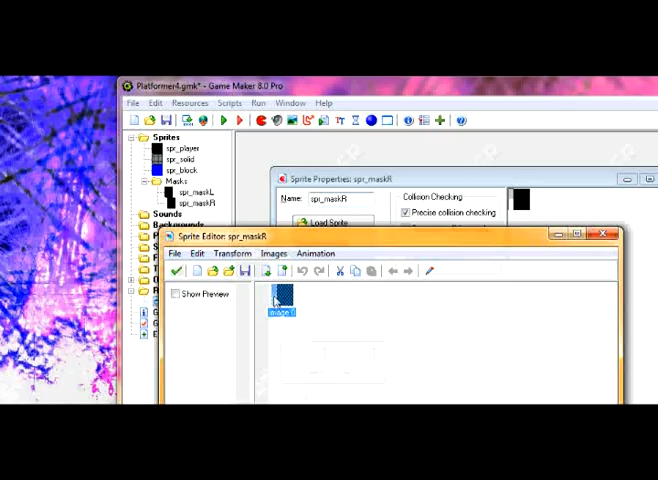 Platformer4.gmk* - Game Maker 8.0 Pro
File Edit Resources Scripts Run Window Help
Sprites
spr_player
spr_solid
spr_block
Masks
spr_maskL
spr_maskR
Sounds
Backgrounds
Sprite Properties: spr_maskR
Name: spr_maskR
Load Sprite
Collision Checking
Precise collision checking
Sprite Editor: spr_maskR
File Edit Transform Images Animation
Show Preview
image 0